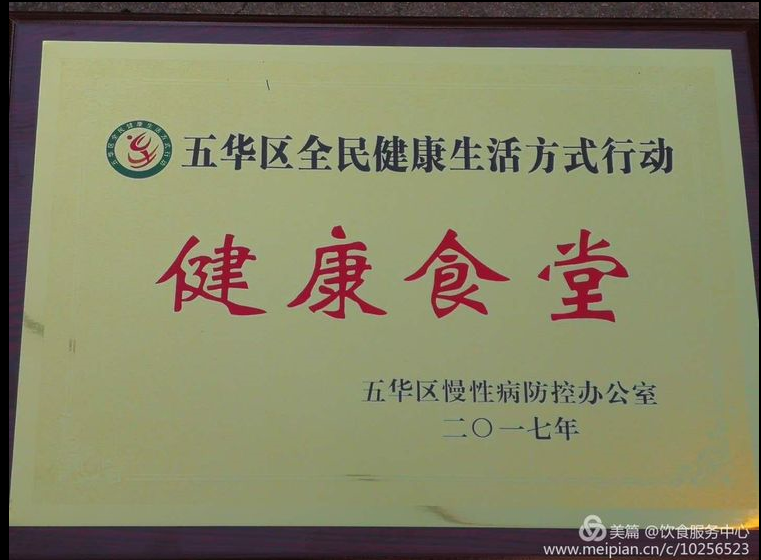 五华区全民健康生活方式行动
健康食堂
五华区慢性病防控办公室
二〇一七年
美篇 @饮食服务中心
www.meipian.cn/c/10256523